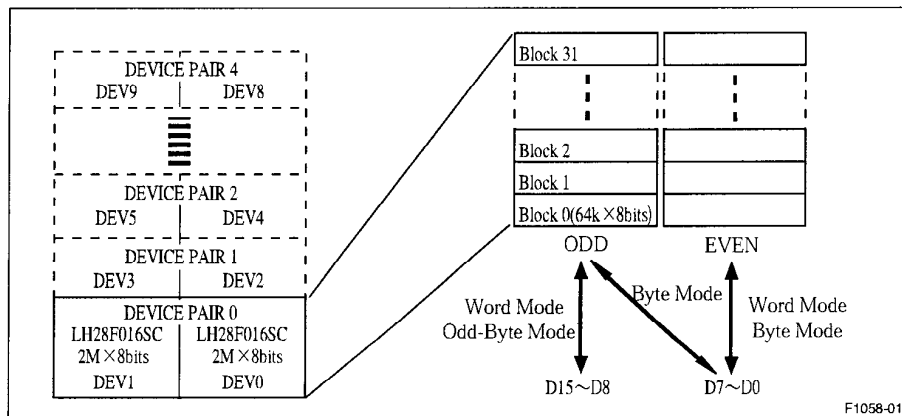 DEVICE PAIR 4
DEV9 DEV8
DEVICE PAIR 2
DEV5 DEV4
DEVICE PAIR 1
DEV3 DEV2
DEVICE PAIR 0
LH28F016SC LH28F016SC
2M×8bits 2M×8bits
DEV1 DEV0
Block 31
Block 2
Block 1
Block 0(64k×8bits)
ODD EVEN
Byte Mode
Word Mode
Odd-Byte Mode
Word Mode
Byte Mode
D15～D8 D7～D0
F1058-01